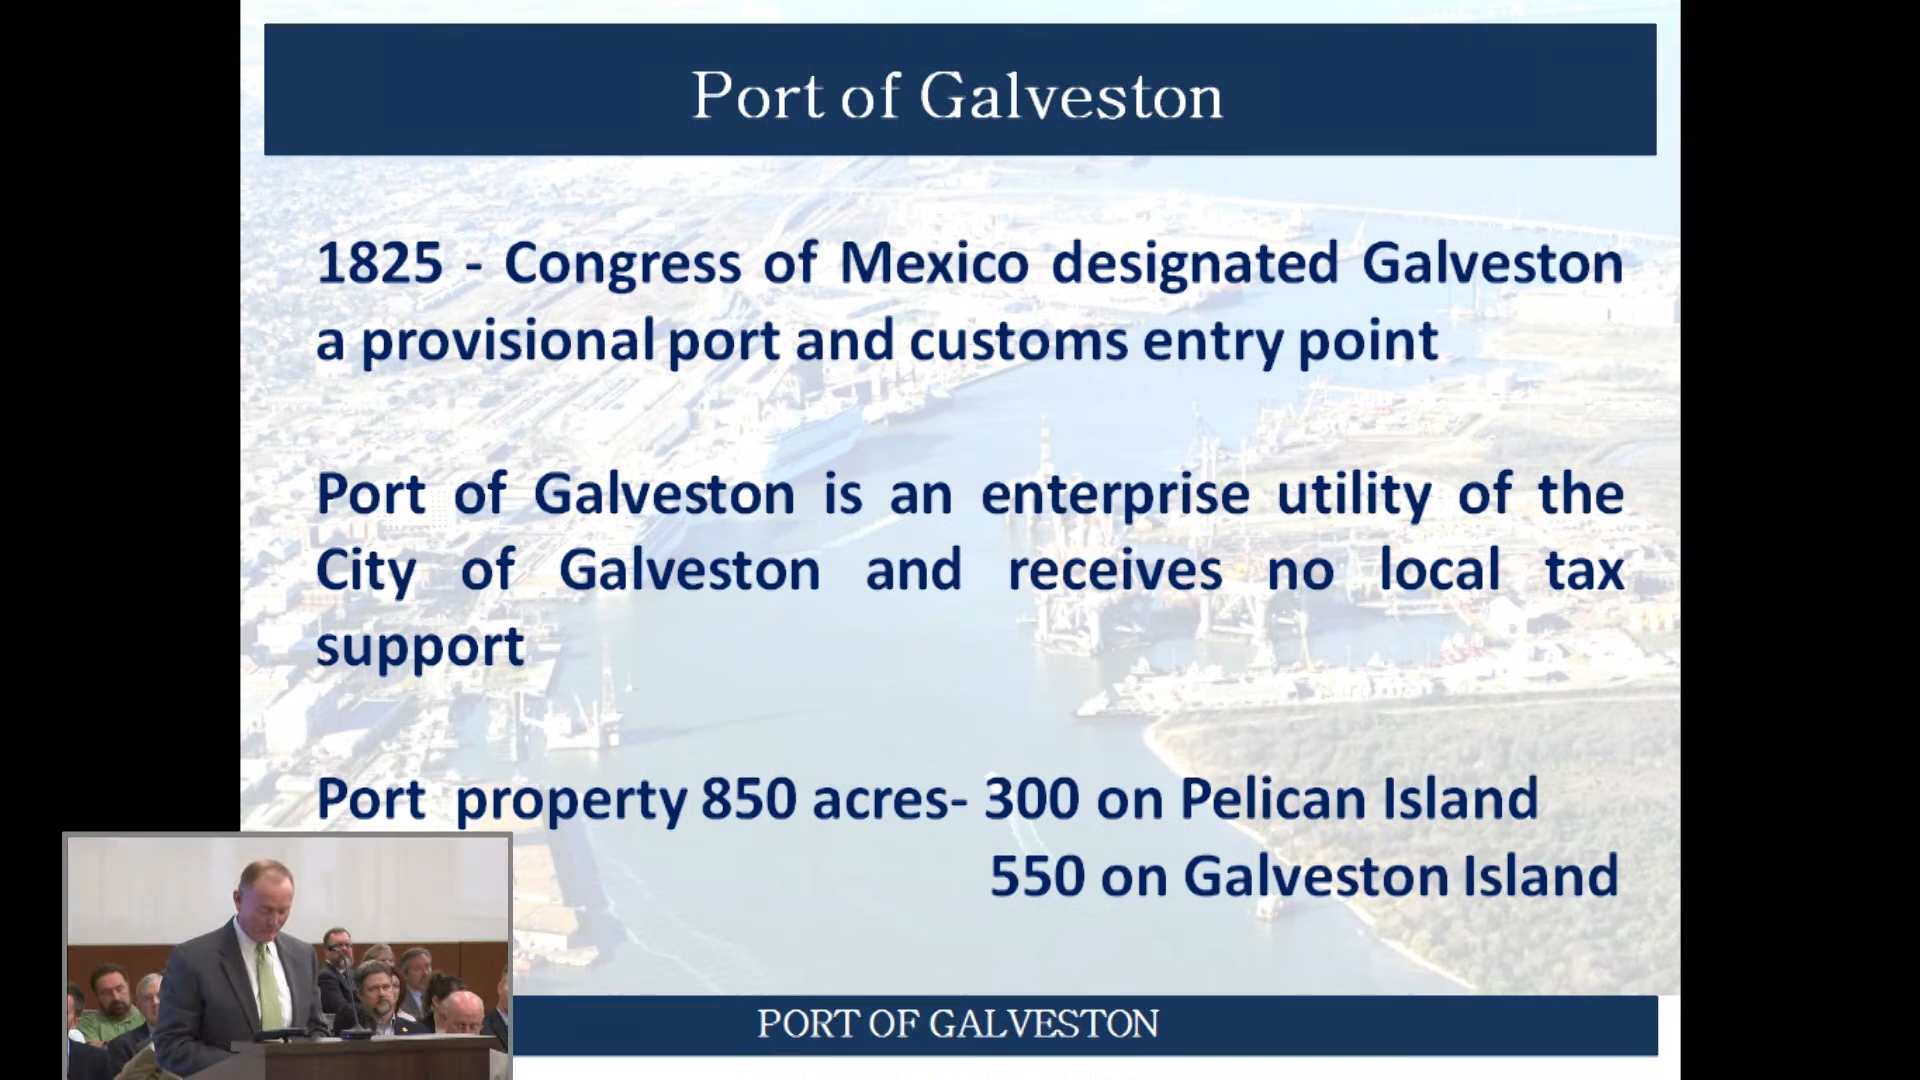 Port of Galveston
1825 - Congress of Mexico designated Galveston
a provisional port and customs entry point
Port of Galveston is an enterprise utility of the
City of Galveston and receives no local tax
support
Port property 850 acres- 300 on Pelican Island
550 on Galveston Island
PORT OF GALVESTON